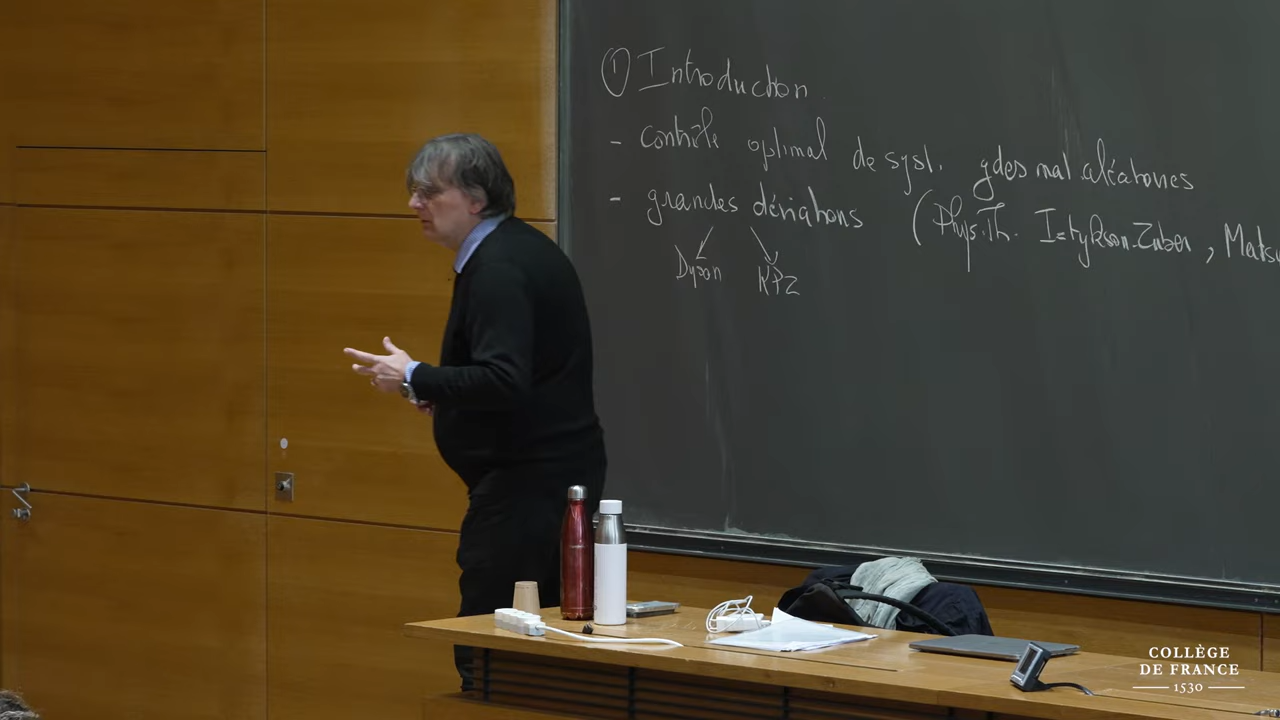 ① Introduction
- contrôle optimal de syst. gdes mat aléatoires
- grandes déviations (Phys.Th. Itzykson-Zuber, Matsu
Dyson KPZ
COLLÈGE
DE FRANCE
1530